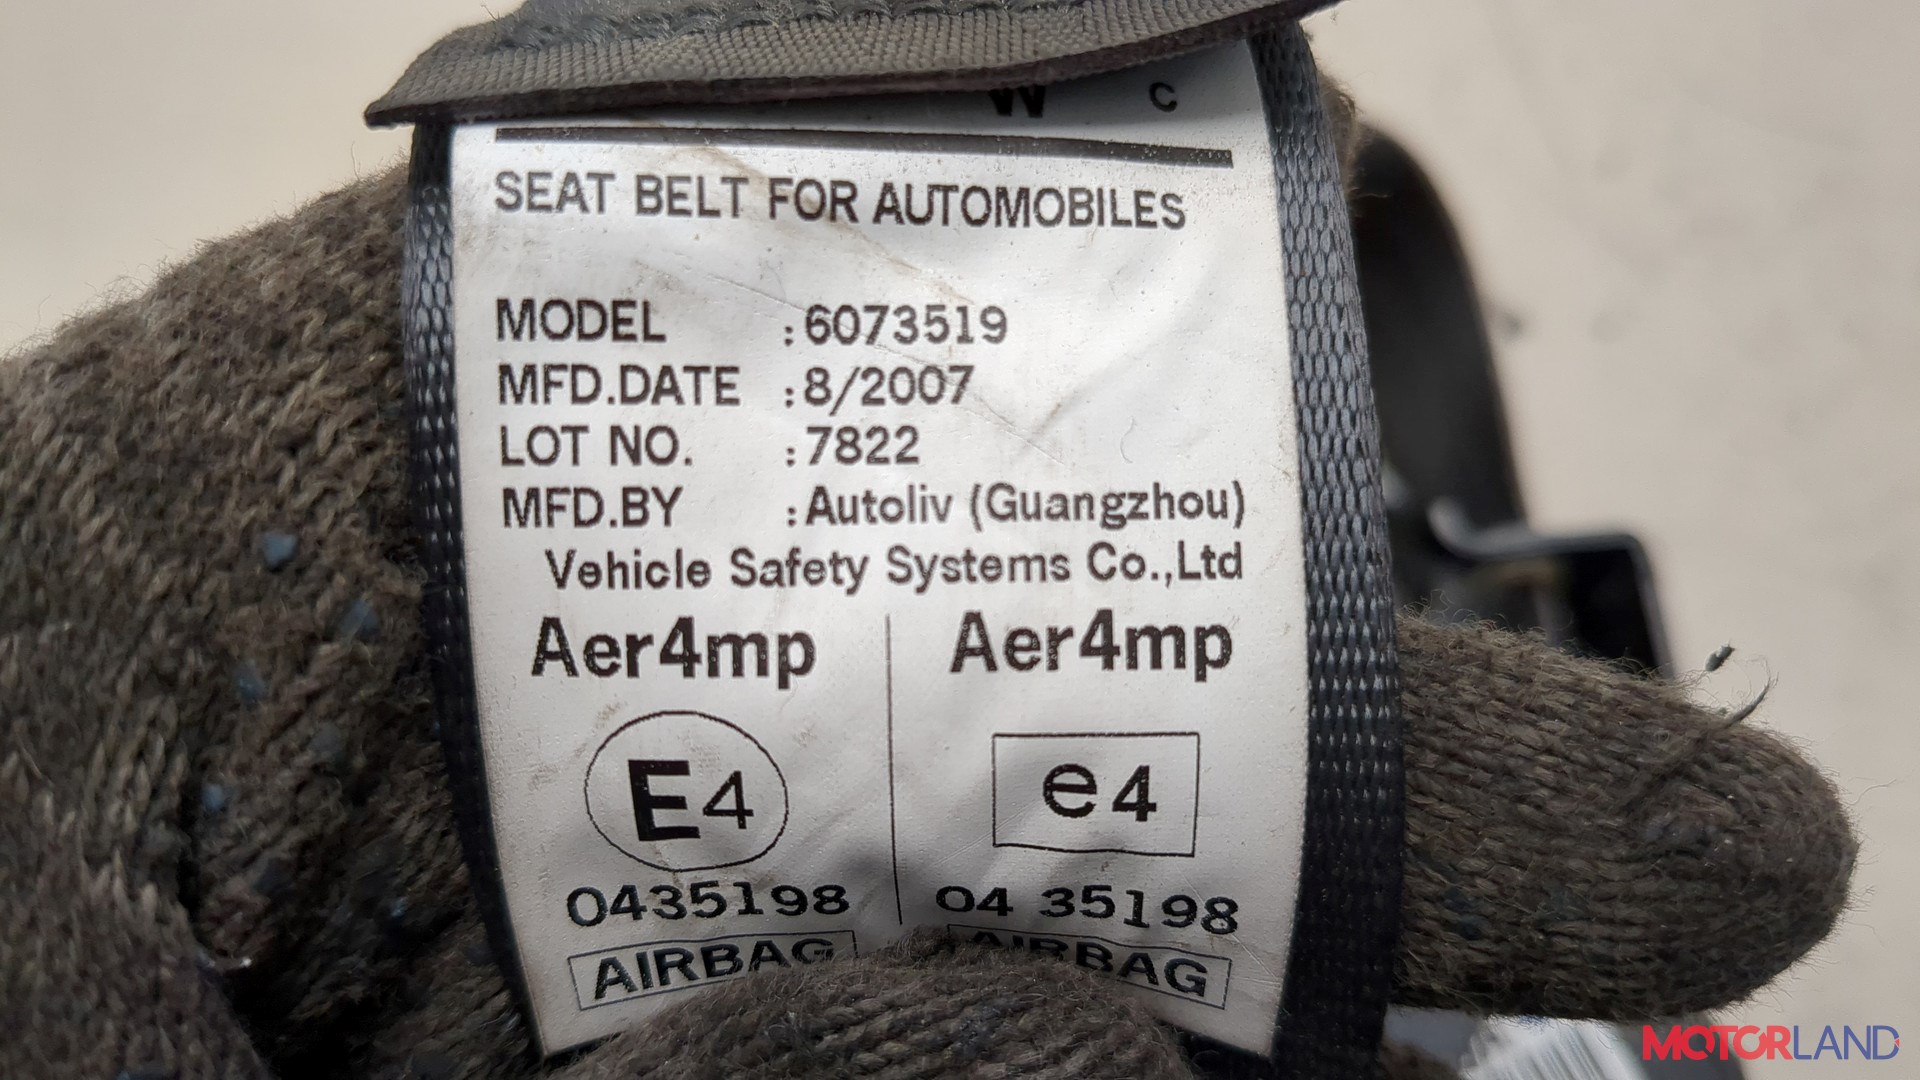 W C
SEAT BELT FOR AUTOMOBILES
MODEL :6073519
MFD.DATE :8/2007
LOT NO. :7822
MFD.BY :Autoliv (Guangzhou)
Vehicle Safety Systems Co.,Ltd
Aer4mp Aer4mp
E4 e4
0435198 04 35198
AIRBAG AIRBAG
MOTORLAND